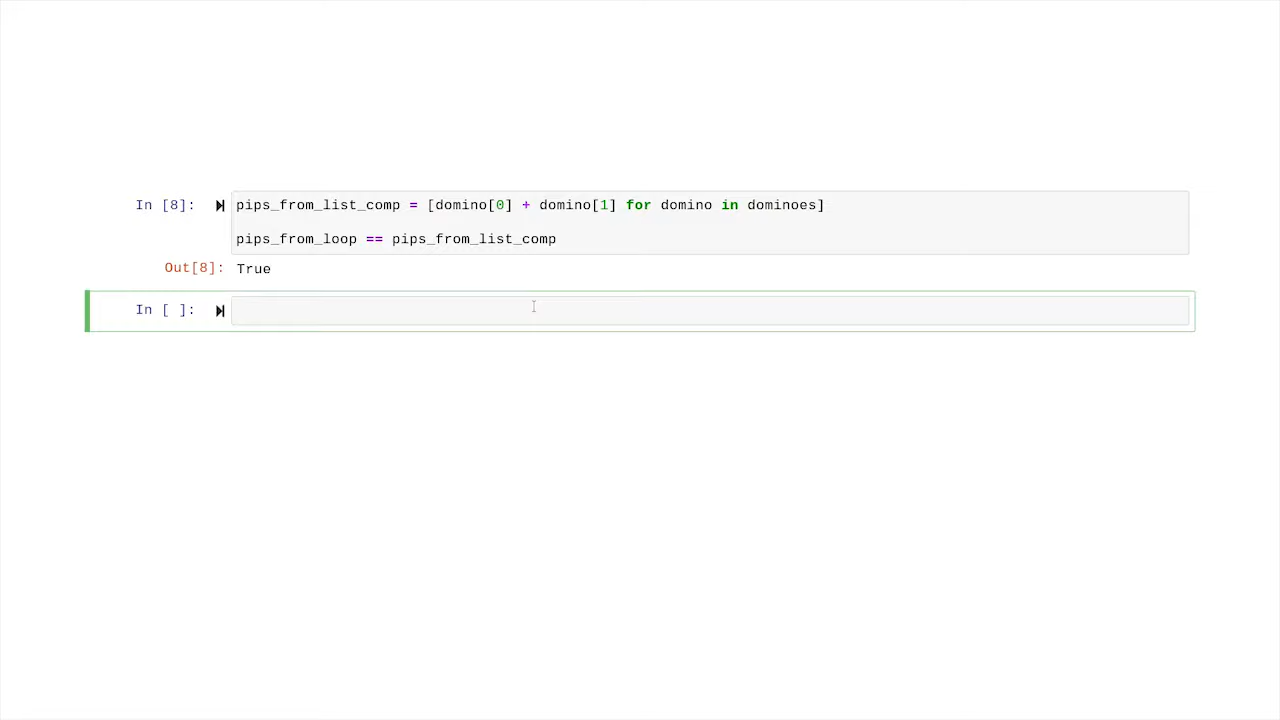 In [8]: pips_from_list_comp = [domino[0] + domino[1] for domino in dominoes]
pips_from_loop == pips_from_list_comp
Out[8]: True
In [ ]: